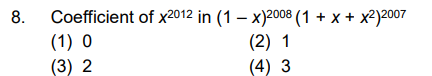 8. Coefficient of x²⁰¹² in (1 – x)²⁰⁰⁸ (1 + x + x²)²⁰⁰⁷
(1) 0 (2) 1
(3) 2 (4) 3